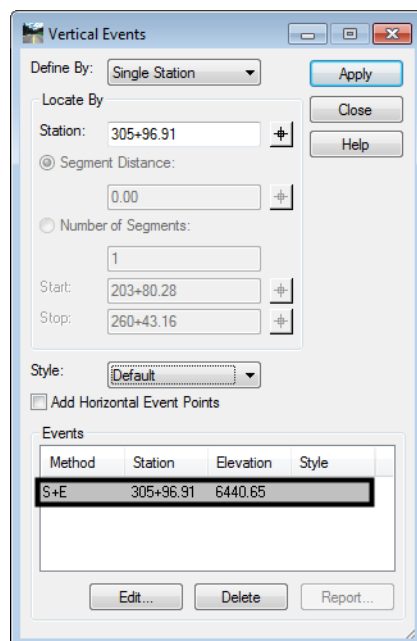 Vertical Events
Define By: Single Station
Apply
Locate By
Close
Station: 305+96.91
Help
Segment Distance:
0.00
Number of Segments:
1
Start: 203+80.28
Stop: 260+43.16
Style: Default
Add Horizontal Event Points
Events
Method Station Elevation Style
S+E 305+96.91 6440.65
Edit... Delete Report...